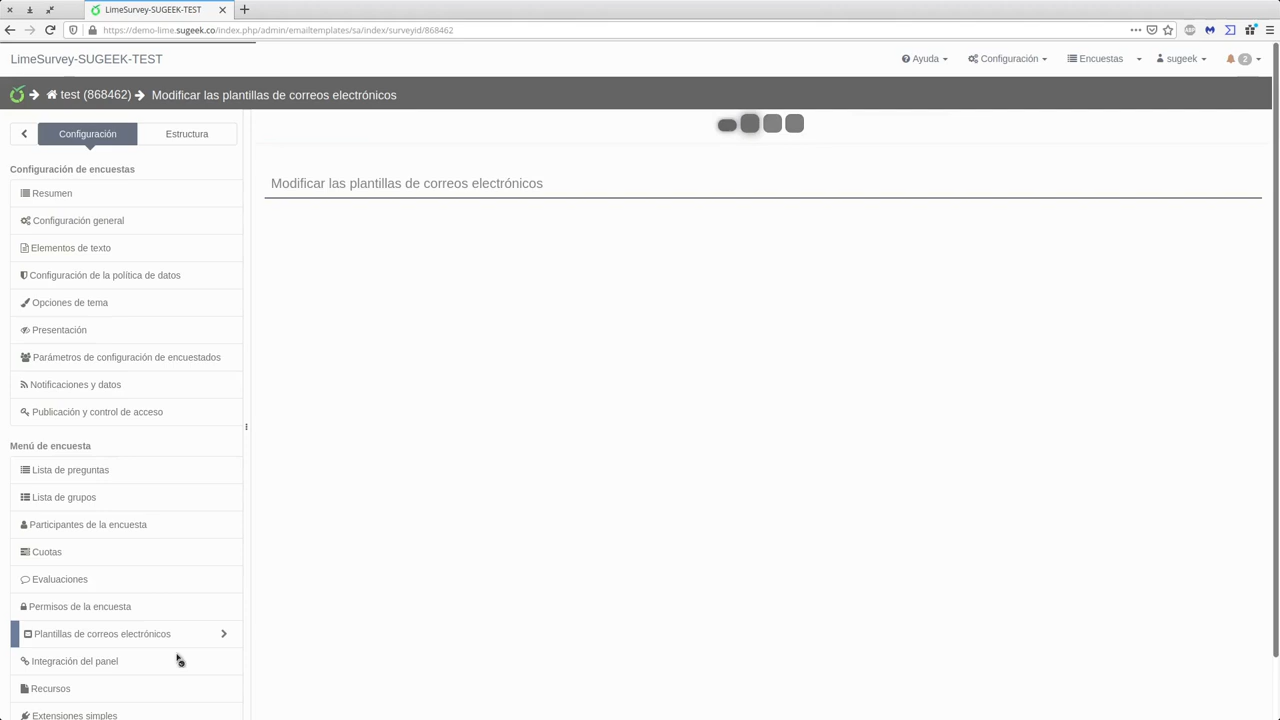 LimeSurvey-SUGEEK-TEST
https://demo-lime.sugeek.co/index.php/admin/emailtemplates/sa/index/surveyid/868462
LimeSurvey-SUGEEK-TEST
Ayuda
Configuración
Encuestas
sugeek
2
test (868462)
Modificar las plantillas de correos electrónicos
Configuración
Estructura
Configuración de encuestas
Resumen
Configuración general
Elementos de texto
Configuración de la política de datos
Opciones de tema
Presentación
Parámetros de configuración de encuestados
Notificaciones y datos
Publicación y control de acceso
Menú de encuesta
Lista de preguntas
Lista de grupos
Participantes de la encuesta
Cuotas
Evaluaciones
Permisos de la encuesta
Plantillas de correos electrónicos
Integración del panel
Recursos
Extensiones simples
Modificar las plantillas de correos electrónicos